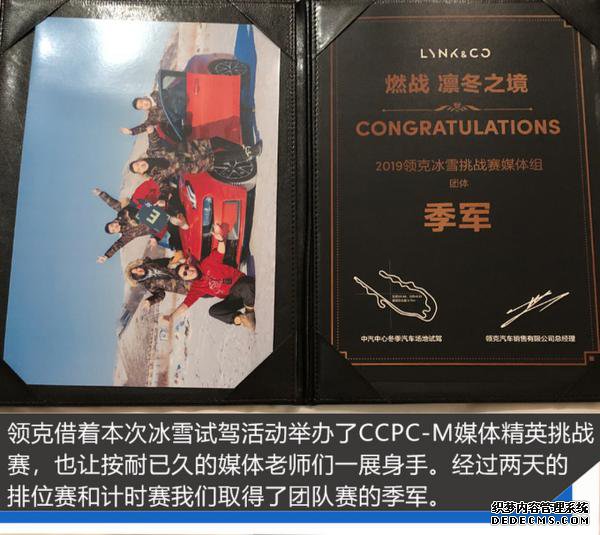 LYNK&CO
燃战 凛冬之境
CONGRATULATIONS
2019领克冰雪挑战赛媒体组
团体
季军
中汽中心冬季汽车场地试驾
领克汽车销售有限公司总经理
领克借着本次冰雪试驾活动举办了CCPC-M媒体精英挑战
赛，也让按耐已久的媒体老师们一展身手。经过两天的
排位赛和计时赛我们取得了团队赛的季军。
织梦内容管理系统
DEDECMS.COM